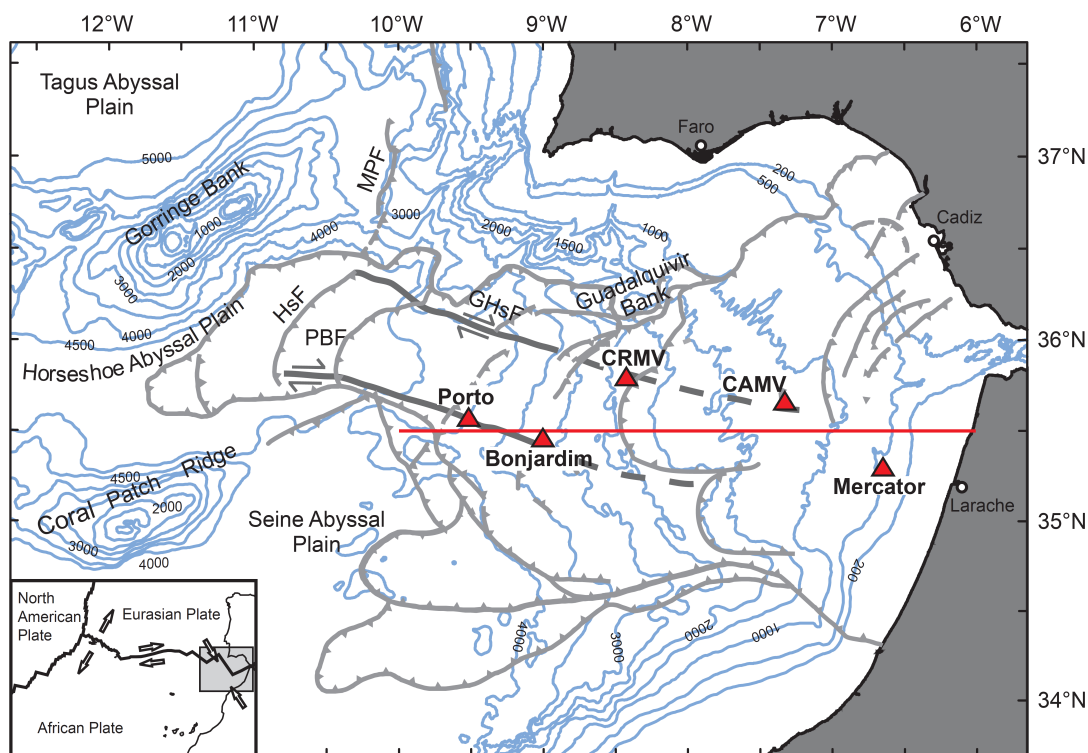 12°W 11°W 10°W 9°W 8°W 7°W 6°W
Tagus Abyssal
Plain
Faro
5000
MPF
37°N
200
500
Gorringe Bank
1000
3000
Cadiz
2000
4000
2000
1500
1000
3000
Guadalquivir
Bank
HsF
GHsF
4000
4500
36°N
PBF
Horseshoe Abyssal Plain
CRMV
CAMV
Porto
Bonjardim
Mercator
4500
Coral Patch Ridge
2000
3000
4000
Seine Abyssal
Plain
Larache
35°N
200
4000
3000
2000
1000
34°N
North
American
Plate
Eurasian Plate
African Plate